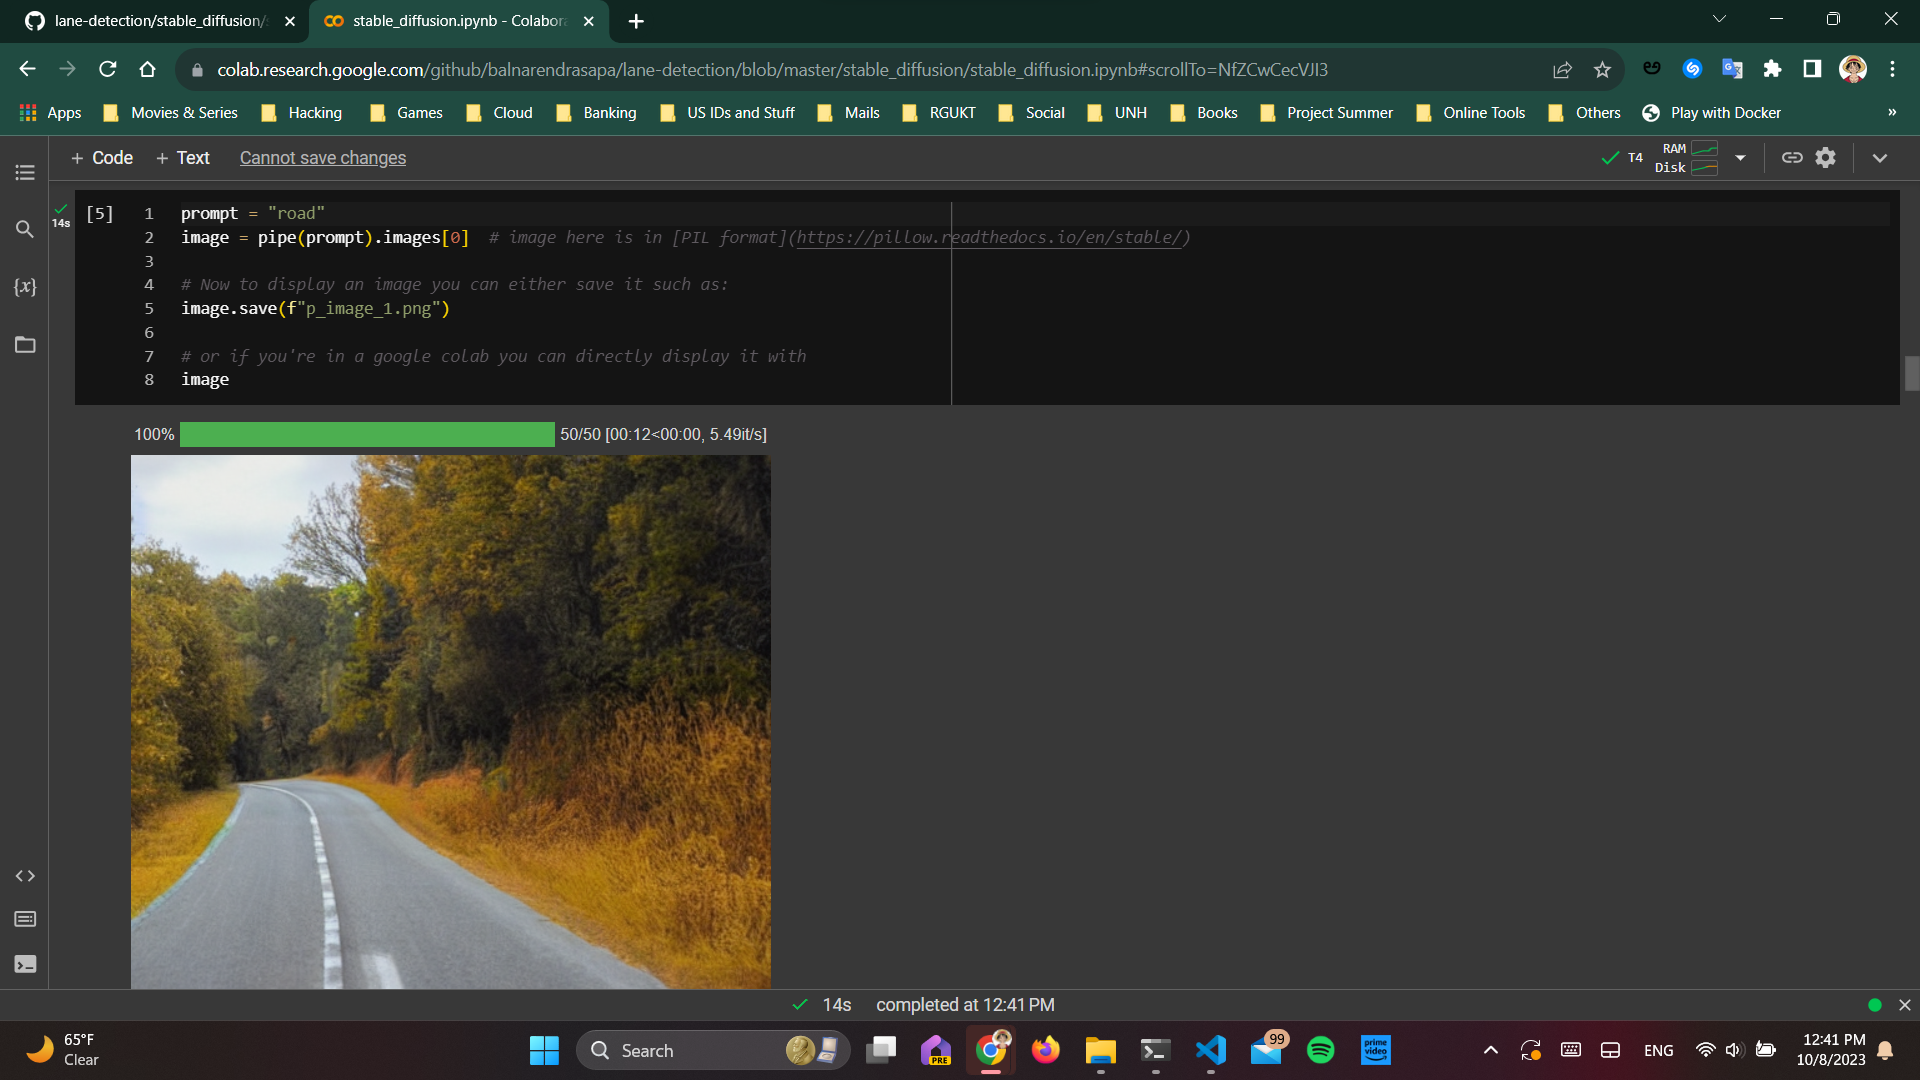 lane-detection/stable_diffusion/
stable_diffusion.ipynb - Colabor
colab.research.google.com/github/balnarendrasapa/lane-detection/blob/master/stable_diffusion/stable_diffusion.ipynb#scrollTo=NfZCwCecVJI3
Apps Movies & Series Hacking Games Cloud Banking US IDs and Stuff Mails RGUKT Social UNH Books Project Summer Online Tools Others Play with Docker »
+ Code + Text Cannot save changes T4 RAM
Disk
14s [5]
1 prompt = "road"
2 image = pipe(prompt).images[0] # image here is in [PIL format](https://pillow.readthedocs.io/en/stable/)
3
4 # Now to display an image you can either save it such as:
5 image.save(f"p_image_1.png")
6
7 # or if you're in a google colab you can directly display it with
8 image
{x}
100% 50/50 [00:12<00:00, 5.49it/s]
14s completed at 12:41 PM
65°F
Clear
Search
PRE
99
prime
video
ENG
12:41 PM
10/8/2023